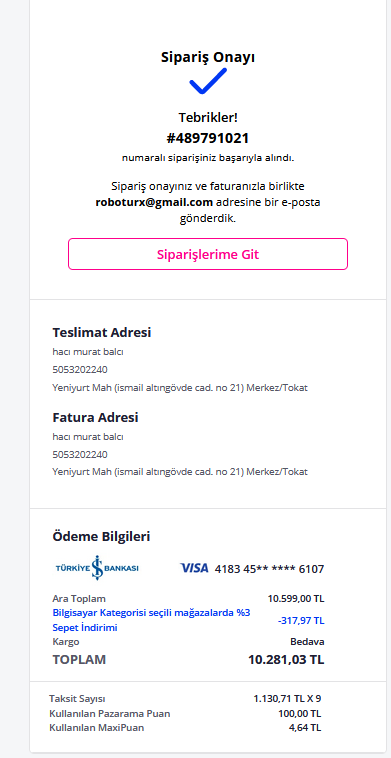 Sipariş Onayı
Tebrikler!
#489791021
numaralı siparişiniz başarıyla alındı.
Sipariş onayınız ve faturanızla birlikte
roboturx@gmail.com adresine bir e-posta
gönderdik.
Siparişlerime Git
Teslimat Adresi
hacı murat balcı
5053202240
Yeniyurt Mah (ismail altıngövde cad. no 21) Merkez/Tokat
Fatura Adresi
hacı murat balcı
5053202240
Yeniyurt Mah (ismail altıngövde cad. no 21) Merkez/Tokat
Ödeme Bilgileri
TÜRKİYE İŞ BANKASI VISA 4183 45** **** 6107
Ara Toplam 10.599,00 TL
Bilgisayar Kategorisi seçili mağazalarda %3
Sepet İndirimi -317,97 TL
Kargo Bedava
TOPLAM 10.281,03 TL
Taksit Sayısı 1.130,71 TL X 9
Kullanılan Pazarama Puan 100,00 TL
Kullanılan MaxiPuan 4,64 TL